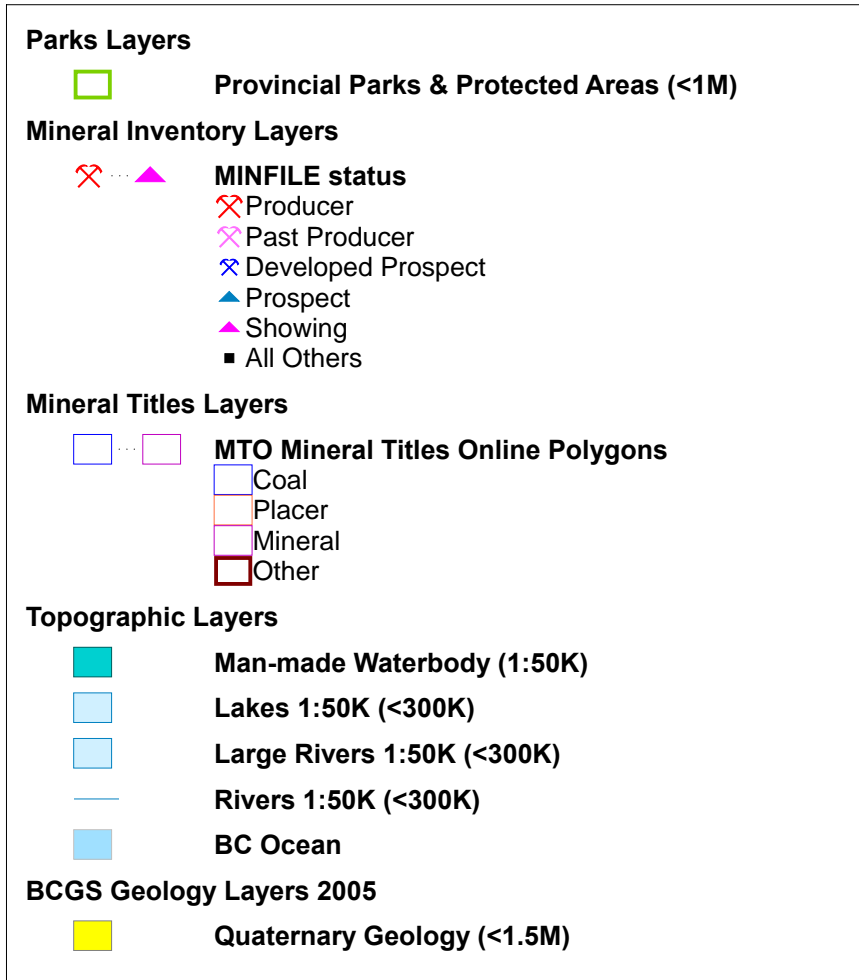 Parks Layers
Provincial Parks & Protected Areas (<1M)
Mineral Inventory Layers
MINFILE status
Producer
Past Producer
Developed Prospect
Prospect
Showing
All Others
Mineral Titles Layers
MTO Mineral Titles Online Polygons
Coal
Placer
Mineral
Other
Topographic Layers
Man-made Waterbody (1:50K)
Lakes 1:50K (<300K)
Large Rivers 1:50K (<300K)
Rivers 1:50K (<300K)
BC Ocean
BCGS Geology Layers 2005
Quaternary Geology (<1.5M)